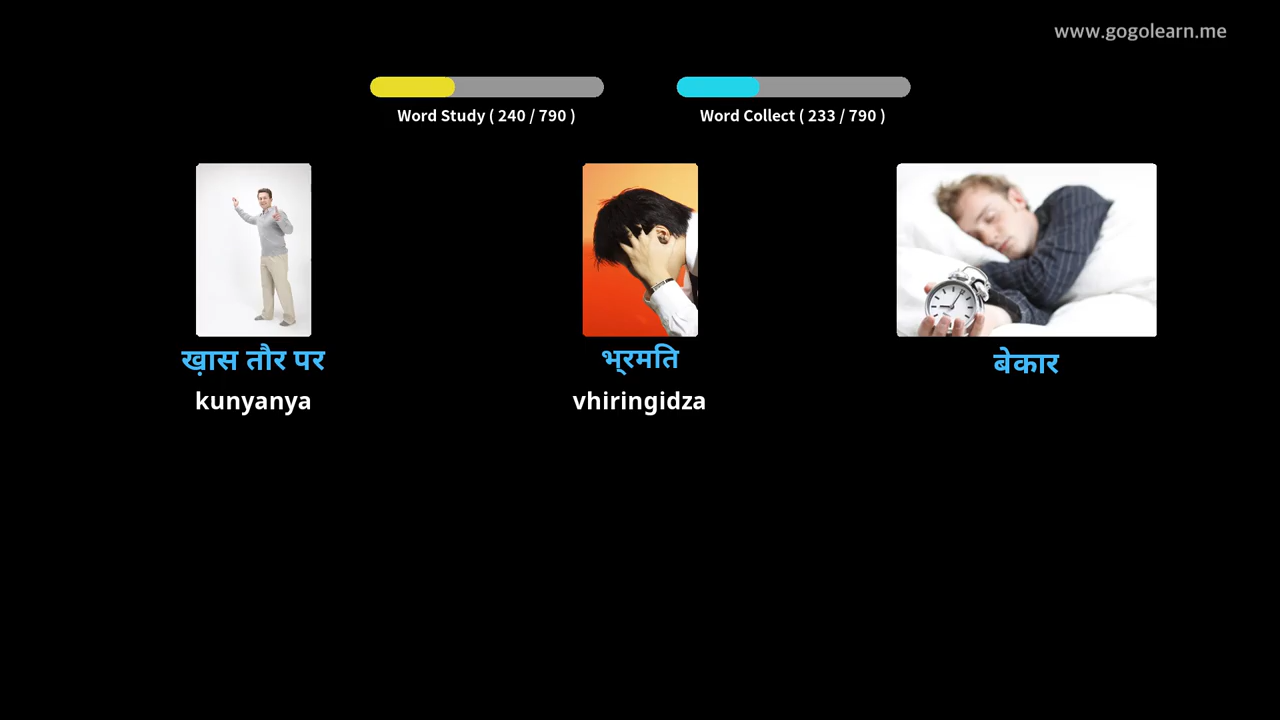 www.gogolearn.me
Word Study ( 240 / 790 )
Word Collect ( 233 / 790 )
ख़ास तौर पर
भ्रमति
बेकार
kunyanya
vhiringidza